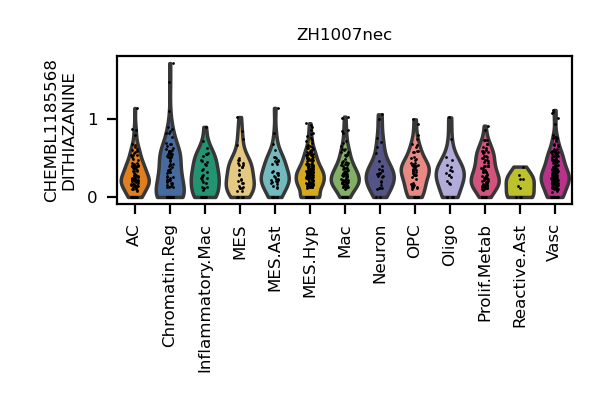 ZH1007nec
CHEMBL1185568
DITHIAZANINE
1
0
AC
Chromatin.Reg
Inflammatory.Mac
MES
MES.Ast
MES.Hyp
Mac
Neuron
OPC
Oligo
Prolif.Metab
Reactive.Ast
Vasc